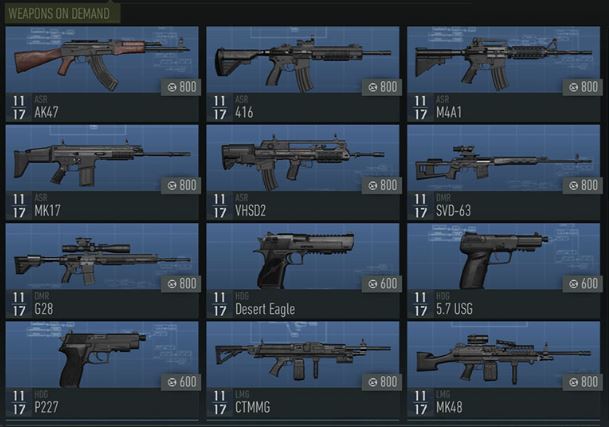 WEAPONS ON DEMAND
800
11
17
ASR
AK47
800
11
17
ASR
416
800
11
17
ASR
M4A1
800
11
17
ASR
MK17
800
11
17
ASR
VHSD2
800
11
17
DMR
SVD-63
800
11
17
DMR
G28
600
11
17
HDG
Desert Eagle
600
11
17
HDG
5.7 USG
600
11
17
HDG
P227
800
11
17
LMG
CTMMG
800
11
17
LMG
MK48